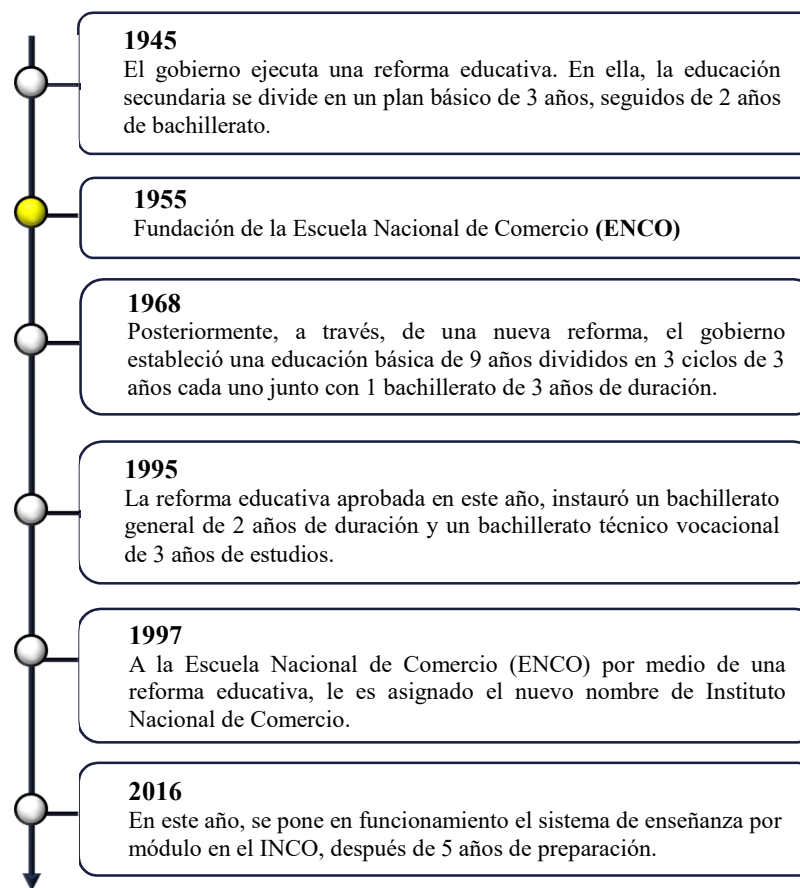 1945
El gobierno ejecuta una reforma educativa. En ella, la educación
secundaria se divide en un plan básico de 3 años, seguidos de 2 años
de bachillerato.
1955
Fundación de la Escuela Nacional de Comercio (ENCO)
1968
Posteriormente, a través, de una nueva reforma, el gobierno
estableció una educación básica de 9 años divididos en 3 ciclos de 3
años cada uno junto con 1 bachillerato de 3 años de duración.
1995
La reforma educativa aprobada en este año, instauró un bachillerato
general de 2 años de duración y un bachillerato técnico vocacional
de 3 años de estudios.
1997
A la Escuela Nacional de Comercio (ENCO) por medio de una
reforma educativa, le es asignado el nuevo nombre de Instituto
Nacional de Comercio.
2016
En este año, se pone en funcionamiento el sistema de enseñanza por
módulo en el INCO, después de 5 años de preparación.